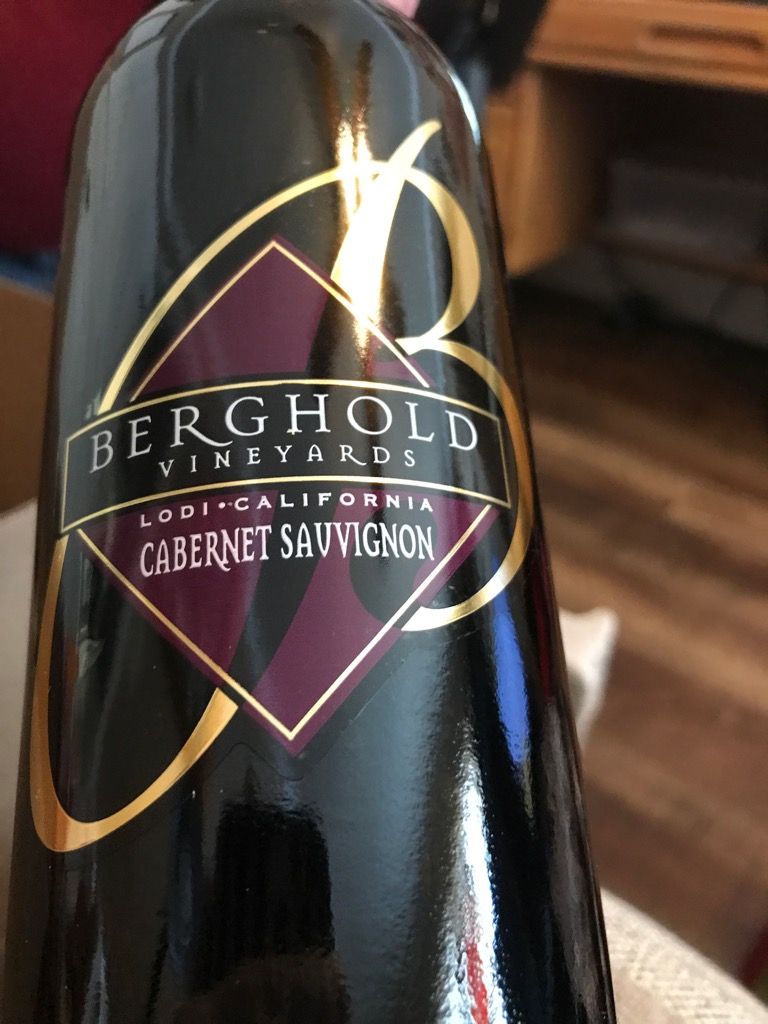 B
BERGHOLD
VINEYARDS
LODI • CALIFORNIA
CABERNET SAUVIGNON